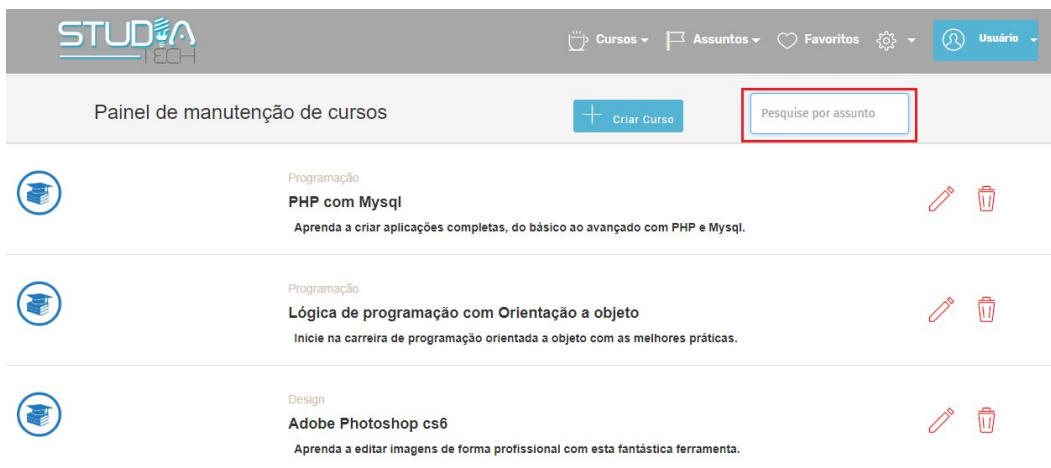 STUDIA
TECH
Cursos
Assuntos
Favoritos
Usuário
Painel de manutenção de cursos
Criar Curso
Pesquise por assunto
Programação
PHP com Mysql
Aprenda a criar aplicações completas, do básico ao avançado com PHP e Mysql.
Programação
Lógica de programação com Orientação a objeto
Inicie na carreira de programação orientada a objeto com as melhores práticas.
Design
Adobe Photoshop cs6
Aprenda a editar imagens de forma profissional com esta fantástica ferramenta.